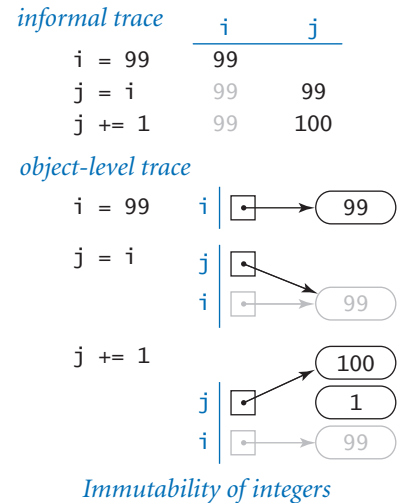 informal trace
i j
i = 99 99
j = i 99 99
j += 1 99 100
object-level trace
i = 99 i 99
j = i j
i 99
j += 1 100
j 1
i 99
Immutability of integers